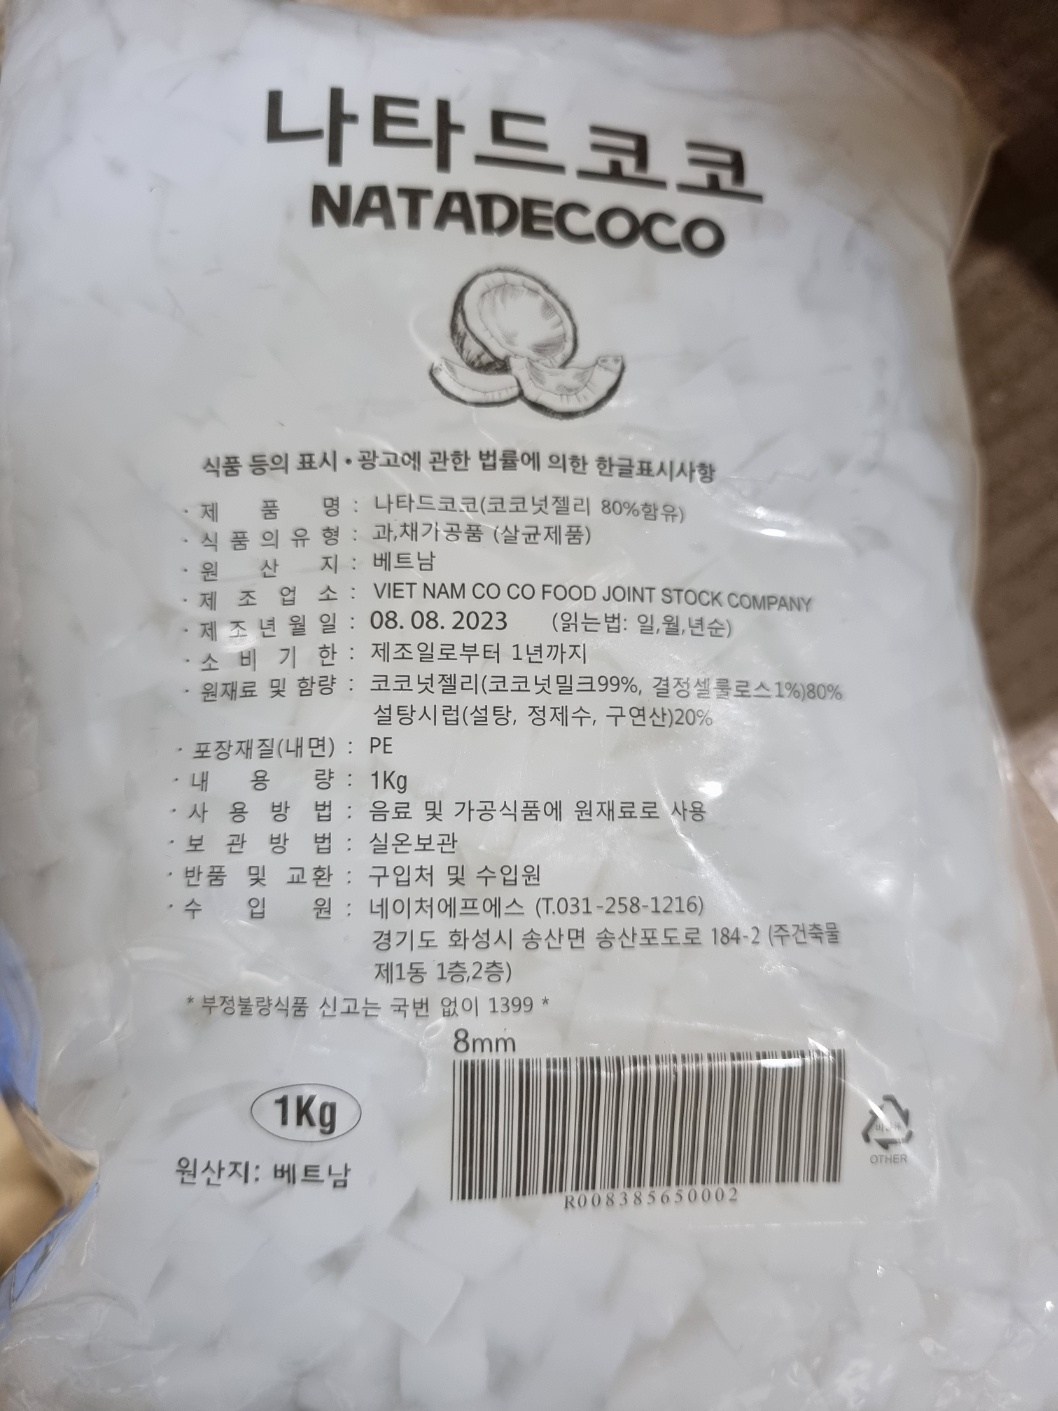 나타드코코
NATADECOCO
식품 등의 표시•광고에 관한 법률에 의한 한글표시사항
· 제 품 명 : 나타드코코(코코넛젤리 80%함유)
· 식 품 의 유 형 : 과,채가공품 (살균제품)
· 원 산 지 : 베트남
· 제 조 업 소 : VIET NAM CO CO FOOD JOINT STOCK COMPANY
· 제 조 년 월 일 : 08. 08. 2023 (읽는법: 일,월,년순)
· 소 비 기 한 : 제조일로부터 1년까지
· 원재료 및 함량 : 코코넛젤리(코코넛밀크99%, 결정셀룰로스1%)80%
설탕시럽(설탕, 정제수, 구연산)20%
· 포장재질(내면) : PE
· 내 용 량 : 1Kg
· 사 용 방 법 : 음료 및 가공식품에 원재료로 사용
· 보 관 방 법 : 실온보관
· 반품 및 교환 : 구입처 및 수입원
· 수 입 원 : 네이처에프에스 (T.031-258-1216)
경기도 화성시 송산면 송산포도로 184-2 (주건축물
제1동 1층,2층)
* 부정불량식품 신고는 국번 없이 1399 *
8mm
1Kg
원산지: 베트남
R008385650002
OTHER